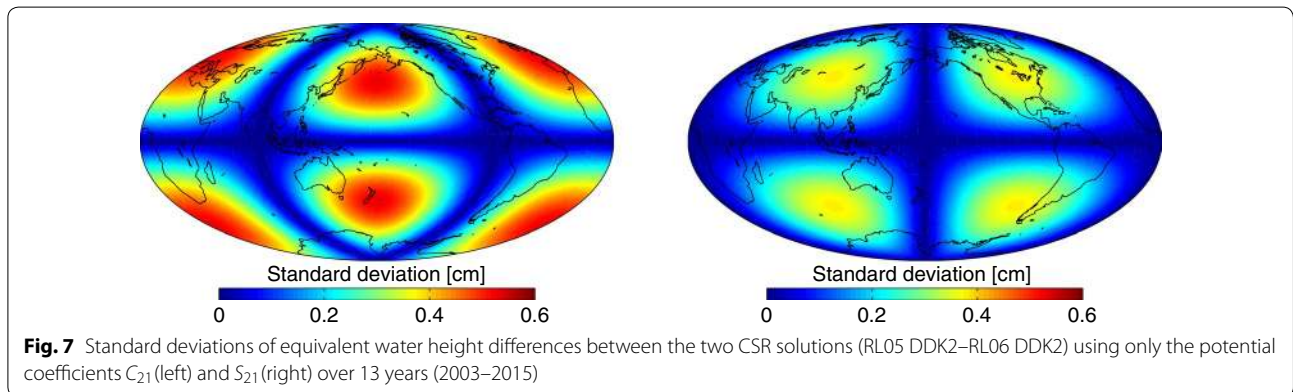 Standard deviation [cm] Standard deviation [cm]
0 0.2 0.4 0.6 0 0.2 0.4 0.6
Fig. 7 Standard deviations of equivalent water height differences between the two CSR solutions (RL05 DDK2–RL06 DDK2) using only the potential
coefficients C21(left) and S21(right) over 13 years (2003–2015)